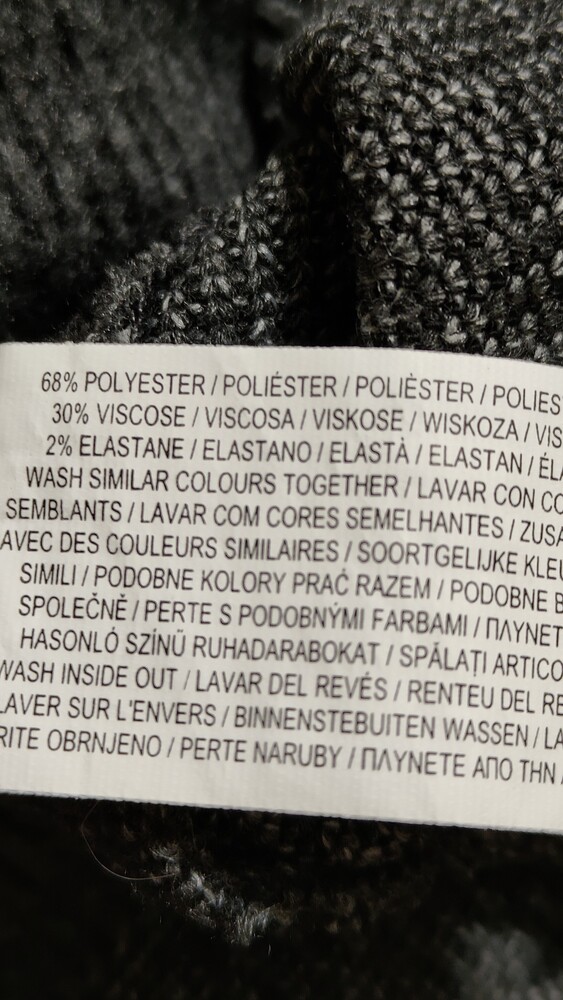 68% POLYESTER / POLIÉSTER / POLIÈSTER / POLIES
30% VISCOSE / VISCOSA / VISKOSE / WISKOZA / VIS
2% ELASTANE / ELASTANO / ELASTÀ / ELASTAN / ÉLA
WASH SIMILAR COLOURS TOGETHER / LAVAR CON CO
SEMBLANTS / LAVAR COM CORES SEMELHANTES / ZUSA
AVEC DES COULEURS SIMILAIRES / SOORTGELIJKE KLEU
SIMILI / PODOBNE KOLORY PRAĆ RAZEM / PODOBNE B
SPOLEČNĚ / PERTE S PODOBNÝMI FARBAMI / ΠΛΥΝΕΤ
HASONLÓ SZÍNŰ RUHADARABOKAT / SPĂLAȚI ARTICO
WASH INSIDE OUT / LAVAR DEL REVÉS / RENTEU DEL RE
LAVER SUR L'ENVERS / BINNENSTEBUITEN WASSEN / LA
RITE OBRNJENO / PERTE NARUBY / ΠΛΥΝΕΤΕ ΑΠΟ ΤΗΝ